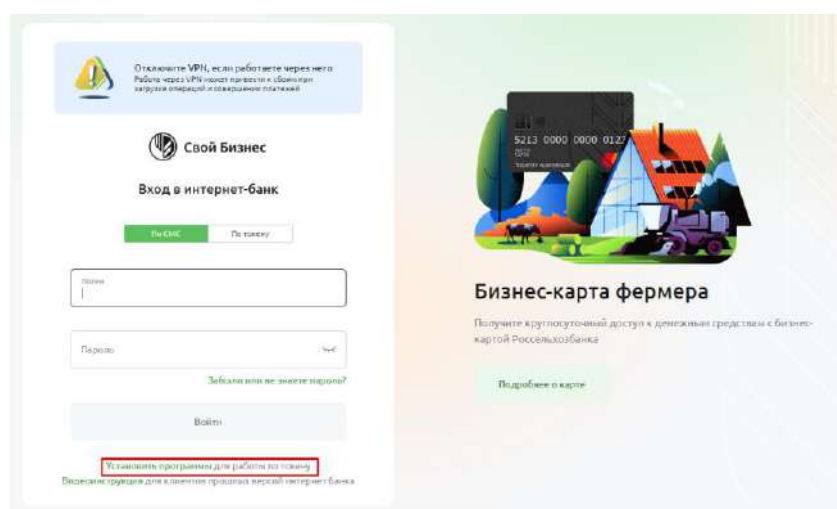 Отключите VPN, если работаете через него
Работа через VPN может привести к сбоям при
загрузке операций и совершении платежей
Свой Бизнес
Вход в интернет-банк
По СМС
По токену
Логин
Пароль
Забыли или не знаете пароль?
Войти
Установить программы для работы по токену
Видеоинструкция для клиентов прошлых версий интернет-банка
5213 0000 0000 0123
Бизнес-карта фермера
Получите круглосуточный доступ к денежным средствам с бизнес-
картой Россельхозбанка
Подробнее о карте